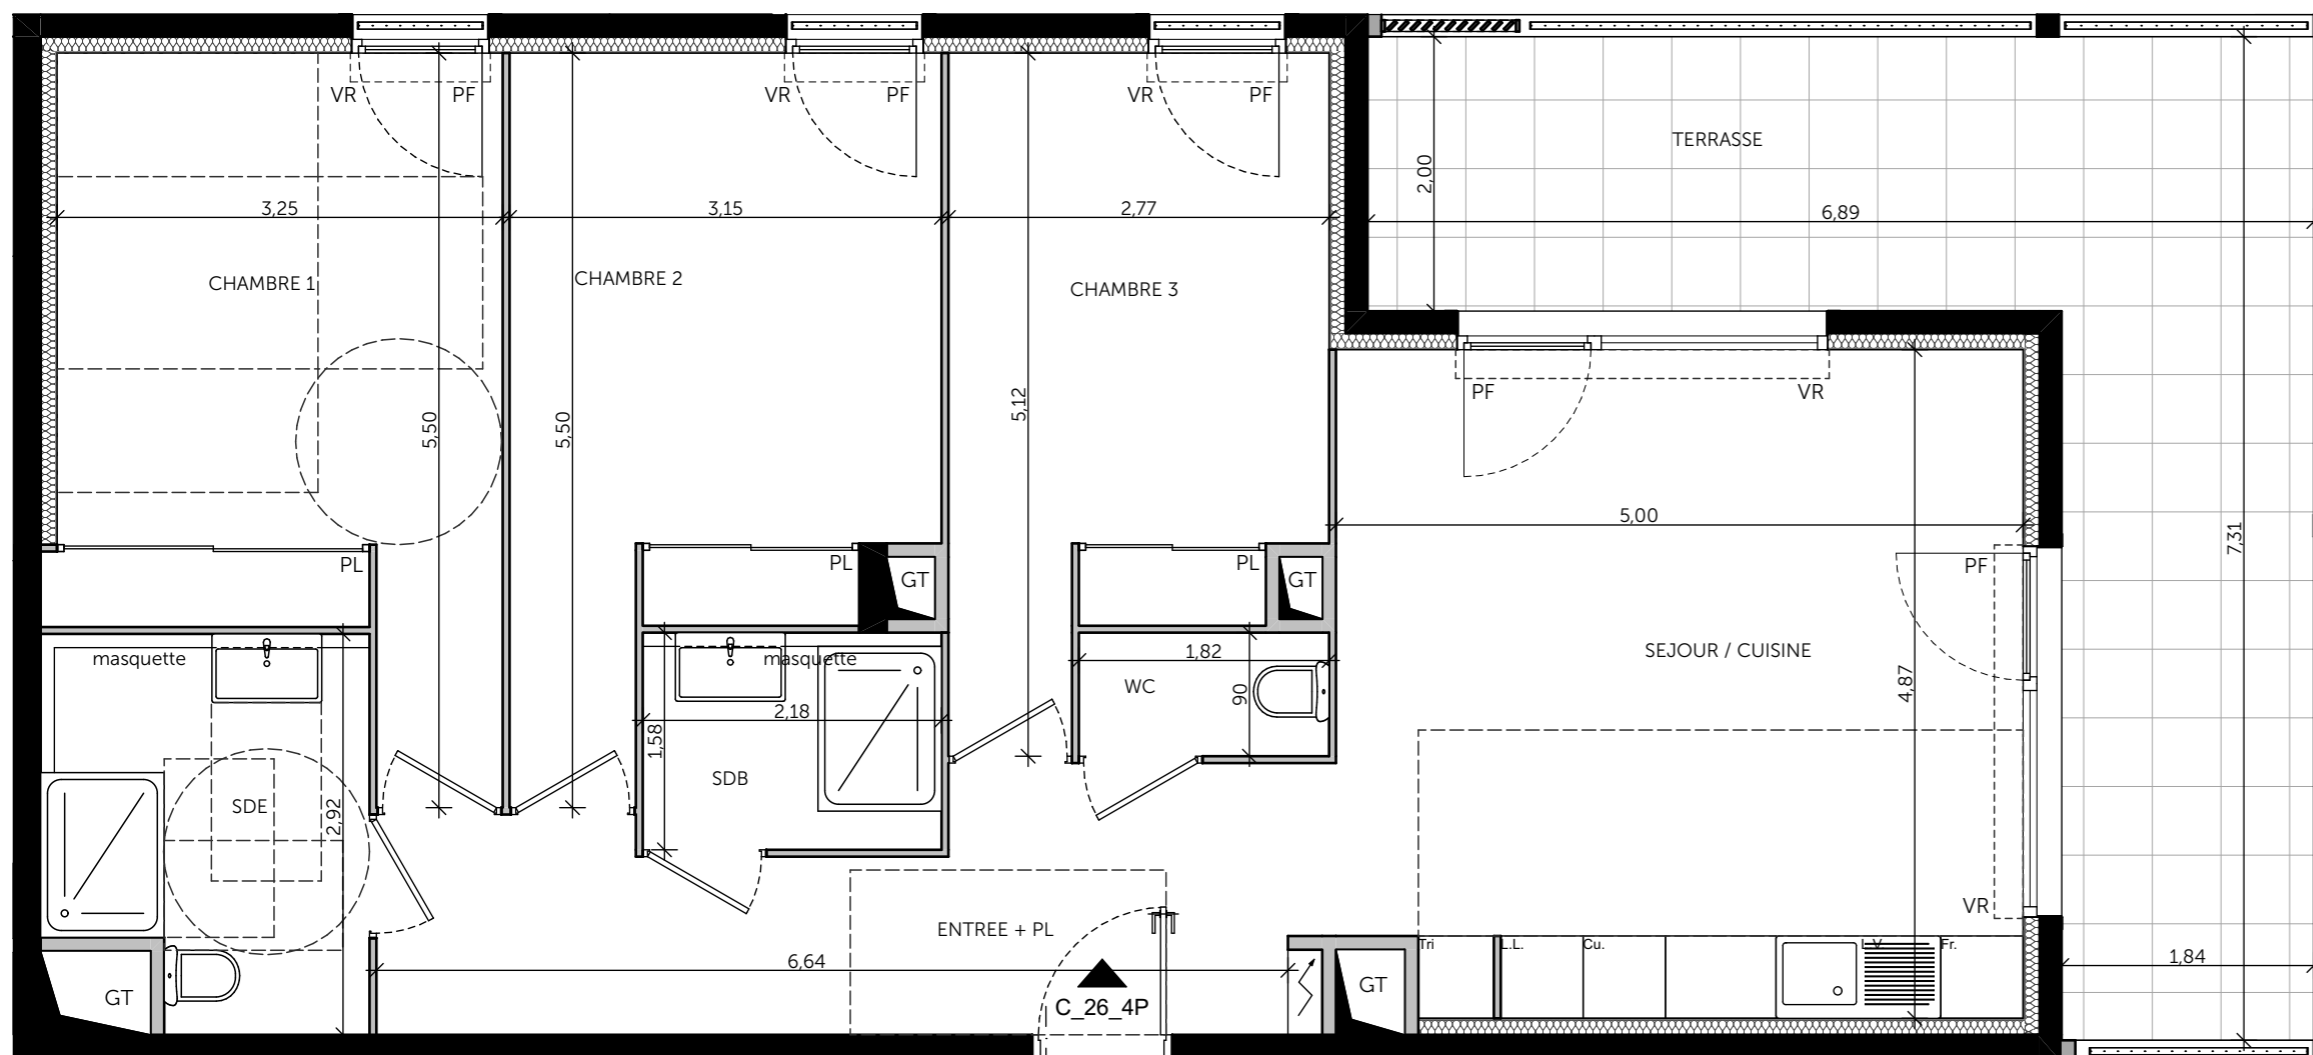 VR
PF
VR
PF
VR
PF
TERRASSE
2,00
3,25
3,15
2,77
6,89
CHAMBRE 1
CHAMBRE 2
CHAMBRE 3
5,50
5,50
5,12
PF
VR
5,00
7,31
PL
PL
GT
PL
GT
PF
masquette
masquette
1,82
SEJOUR / CUISINE
WC
90
4,87
2,18
1,58
SDB
SDE
2,92
VR
ENTREE + PL
Tri
L.L.
Cu.
L.V.
Fr.
6,64
1,84
GT
GT
C_26_4P